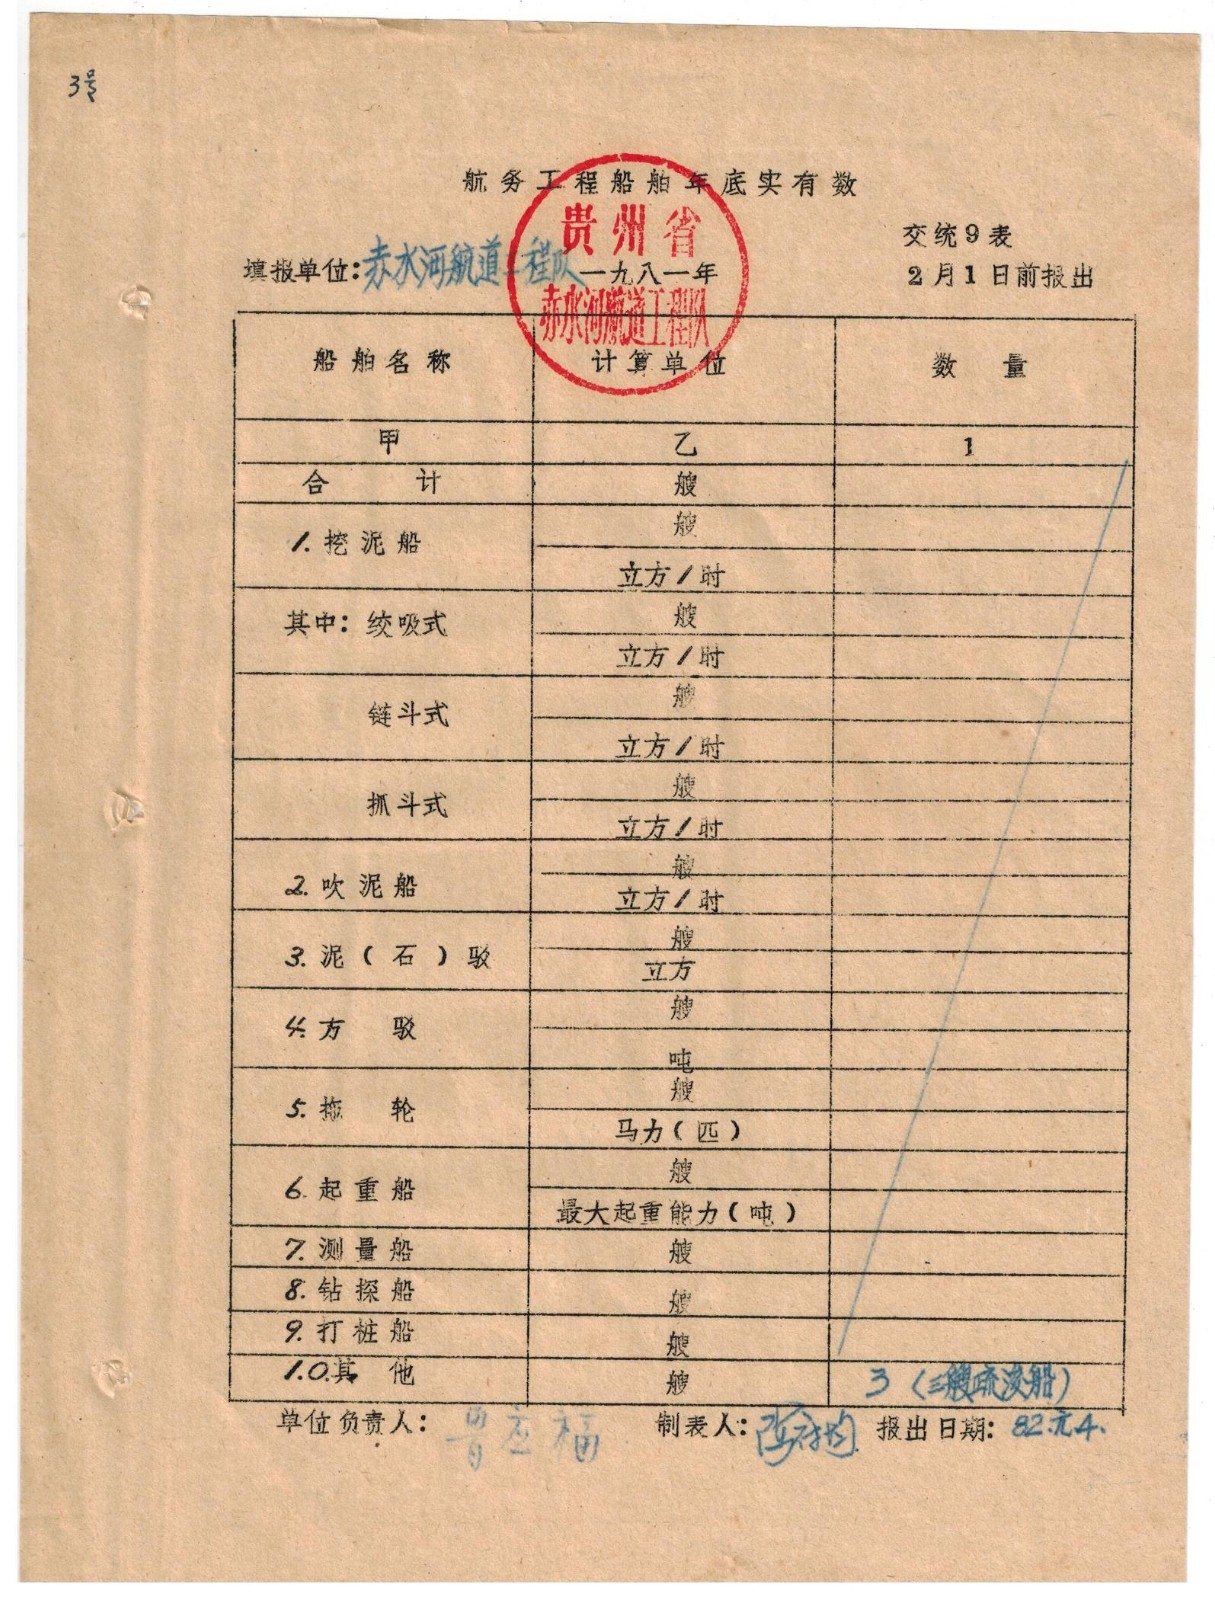 3号
航务工程船舶年底实有数
贵州省
交统9表
填报单位：赤水河航道工程队 一九八一年 2月1日前报出
赤水河航道工程队
船舶名称 计算单位 数量
甲 乙 1
合计 艘
1.挖泥船 艘
立方/时
其中：绞吸式 艘
立方/时
链斗式 艘
立方/时
抓斗式 艘
立方/时
2.吹泥船 艘
立方/时
3.泥（石）驳 艘
立方
4.方驳 艘
吨
5.拖轮 艘
马力（匹）
6.起重船 艘
最大起重能力（吨）
7.测量船 艘
8.钻探船 艘
9.打桩船 艘
1.0.其他 艘 3（三艘疏浚船）
单位负责人： 制表人： 报出日期：82.元.4.